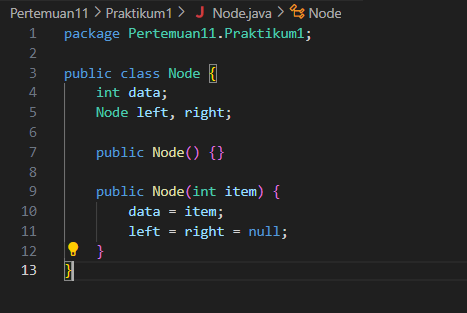 Pertemuan11 > Praktikum1 > J Node.java > Node
1 package Pertemuan11.Praktikum1;
2
3 public class Node {
4     int data;
5     Node left, right;
6
7     public Node() {}
8
9     public Node(int item) {
10         data = item;
11         left = right = null;
12     }
13 }